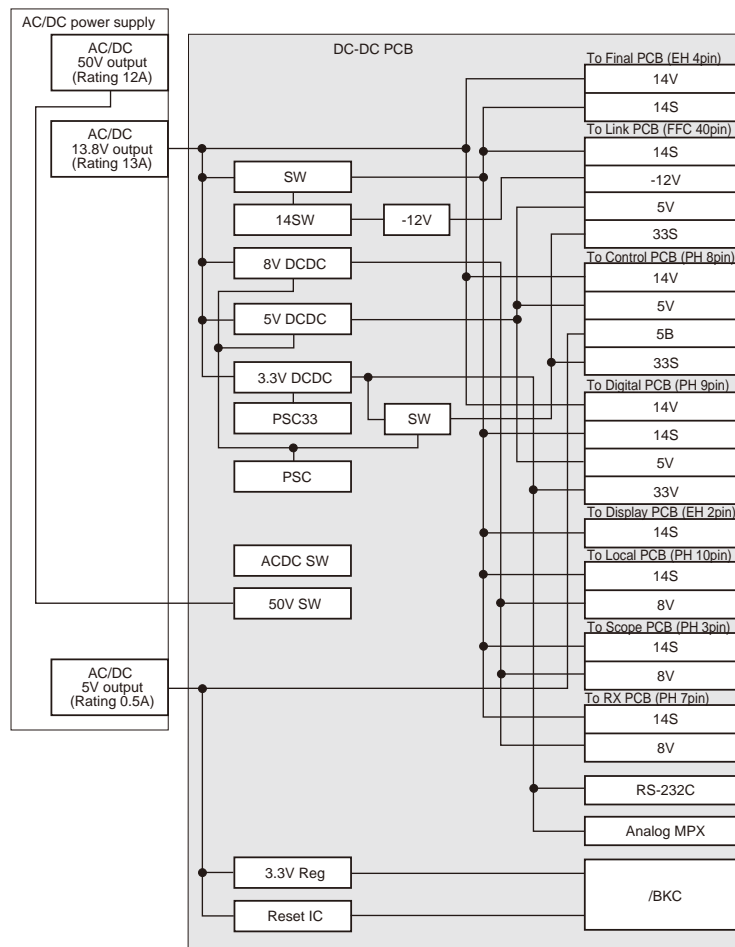 AC/DC power supply
AC/DC
50V output
(Rating 12A)
AC/DC
13.8V output
(Rating 13A)
AC/DC
5V output
(Rating 0.5A)
DC-DC PCB
SW
14SW
-12V
8V DCDC
5V DCDC
3.3V DCDC
PSC33
SW
PSC
ACDC SW
50V SW
3.3V Reg
Reset IC
To Final PCB (EH 4pin)
14V
14S
To Link PCB (FFC 40pin)
14S
-12V
5V
33S
To Control PCB (PH 8pin)
14V
5V
5B
33S
To Digital PCB (PH 9pin)
14V
14S
5V
33V
To Display PCB (EH 2pin)
14S
To Local PCB (PH 10pin)
14S
8V
To Scope PCB (PH 3pin)
14S
8V
To RX PCB (PH 7pin)
14S
8V
RS-232C
Analog MPX
/BKC